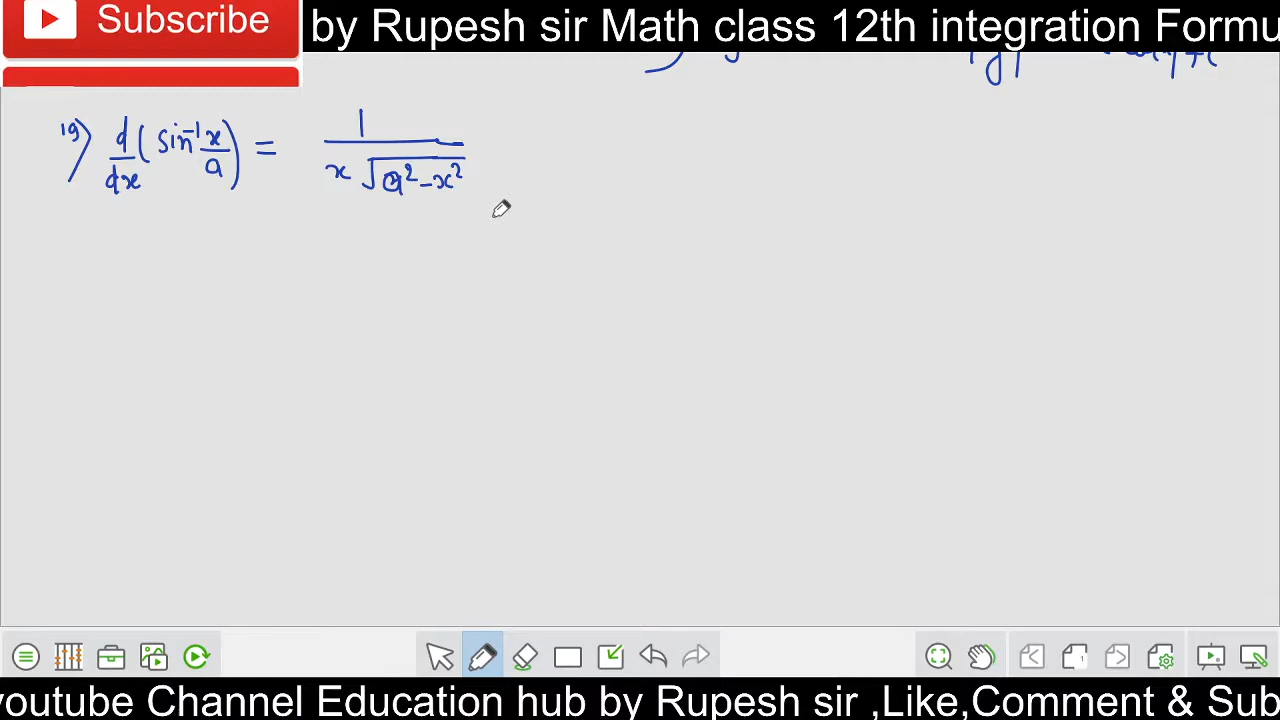 Subscribe
by Rupesh sir Math class 12th integration Formu
19) d/dx (sin⁻¹ x/a) = 1/(x √(a² - x²))
youtube Channel Education hub by Rupesh sir ,Like,Comment & Sub